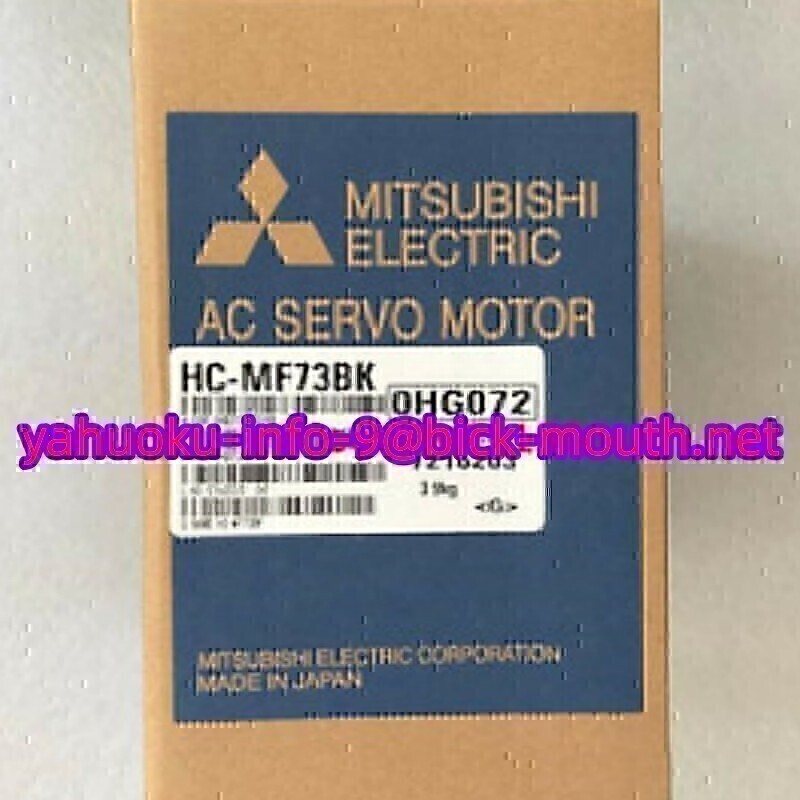 MITSUBISHI
ELECTRIC
AC SERVO MOTOR
HC-MF73BK
0HG072
yahuoku-info-9@bick-mouth.net
<G>
MITSUBISHI ELECTRIC CORPORATION
MADE IN JAPAN